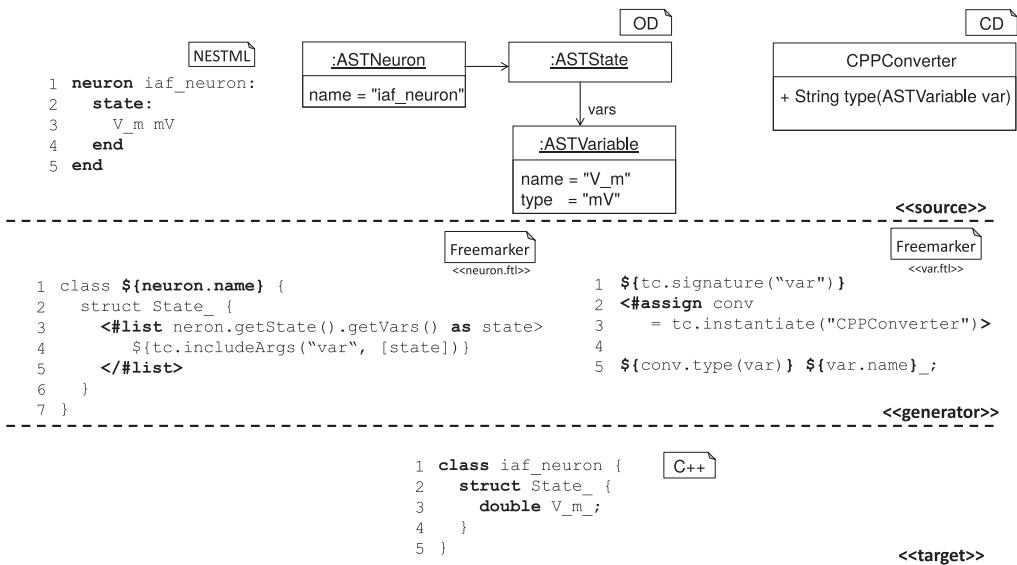 NESTML
1 neuron iaf_neuron:
2   state:
3     V_m mV
4   end
5 end
OD
:ASTNeuron
name = "iaf_neuron"
:ASTState
vars
:ASTVariable
name = "V_m"
type   = "mV"
CD
CPPConverter
+ String type(ASTVariable var)
<<source>>
Freemarker
<<neuron.ftl>>
1 class ${neuron.name} {
2   struct State_ {
3     <#list neron.getState().getVars() as state>
4       ${tc.includeArgs(“var“, [state])}
5     </#list>
6   }
7 }
Freemarker
<<var.ftl>>
1 ${tc.signature(“var")}
2 <#assign conv
3   = tc.instantiate("CPPConverter")>
4
5 ${conv.type(var)} ${var.name}_;
<<generator>>
C++
1 class iaf_neuron {
2   struct State_ {
3     double V_m_;
4   }
5 }
<<target>>